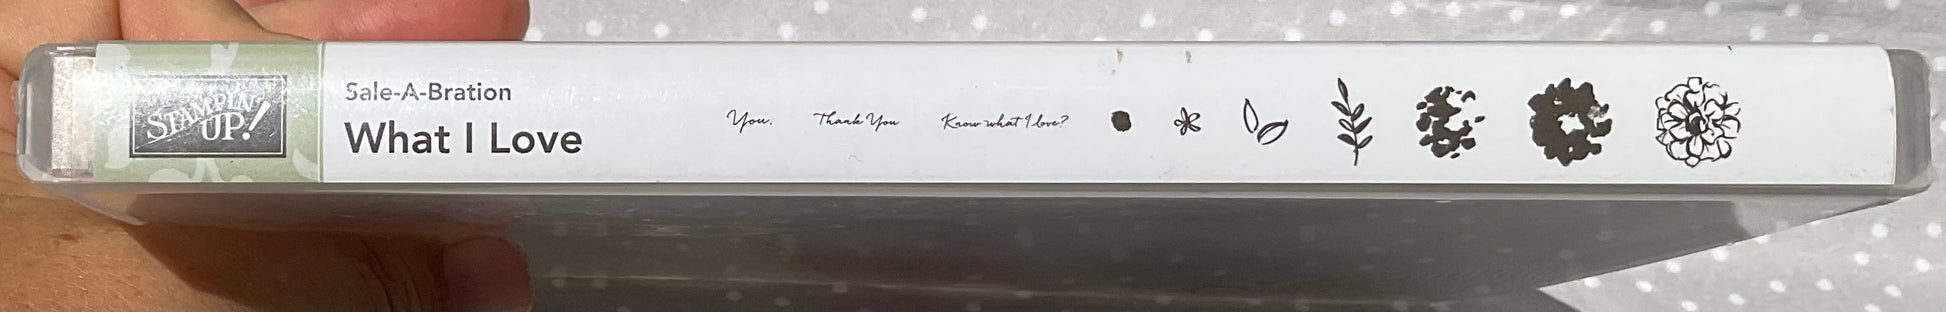 STAMPIN' UP!
Sale-A-Bration
What I Love
You.
Thank You
Know what I love?